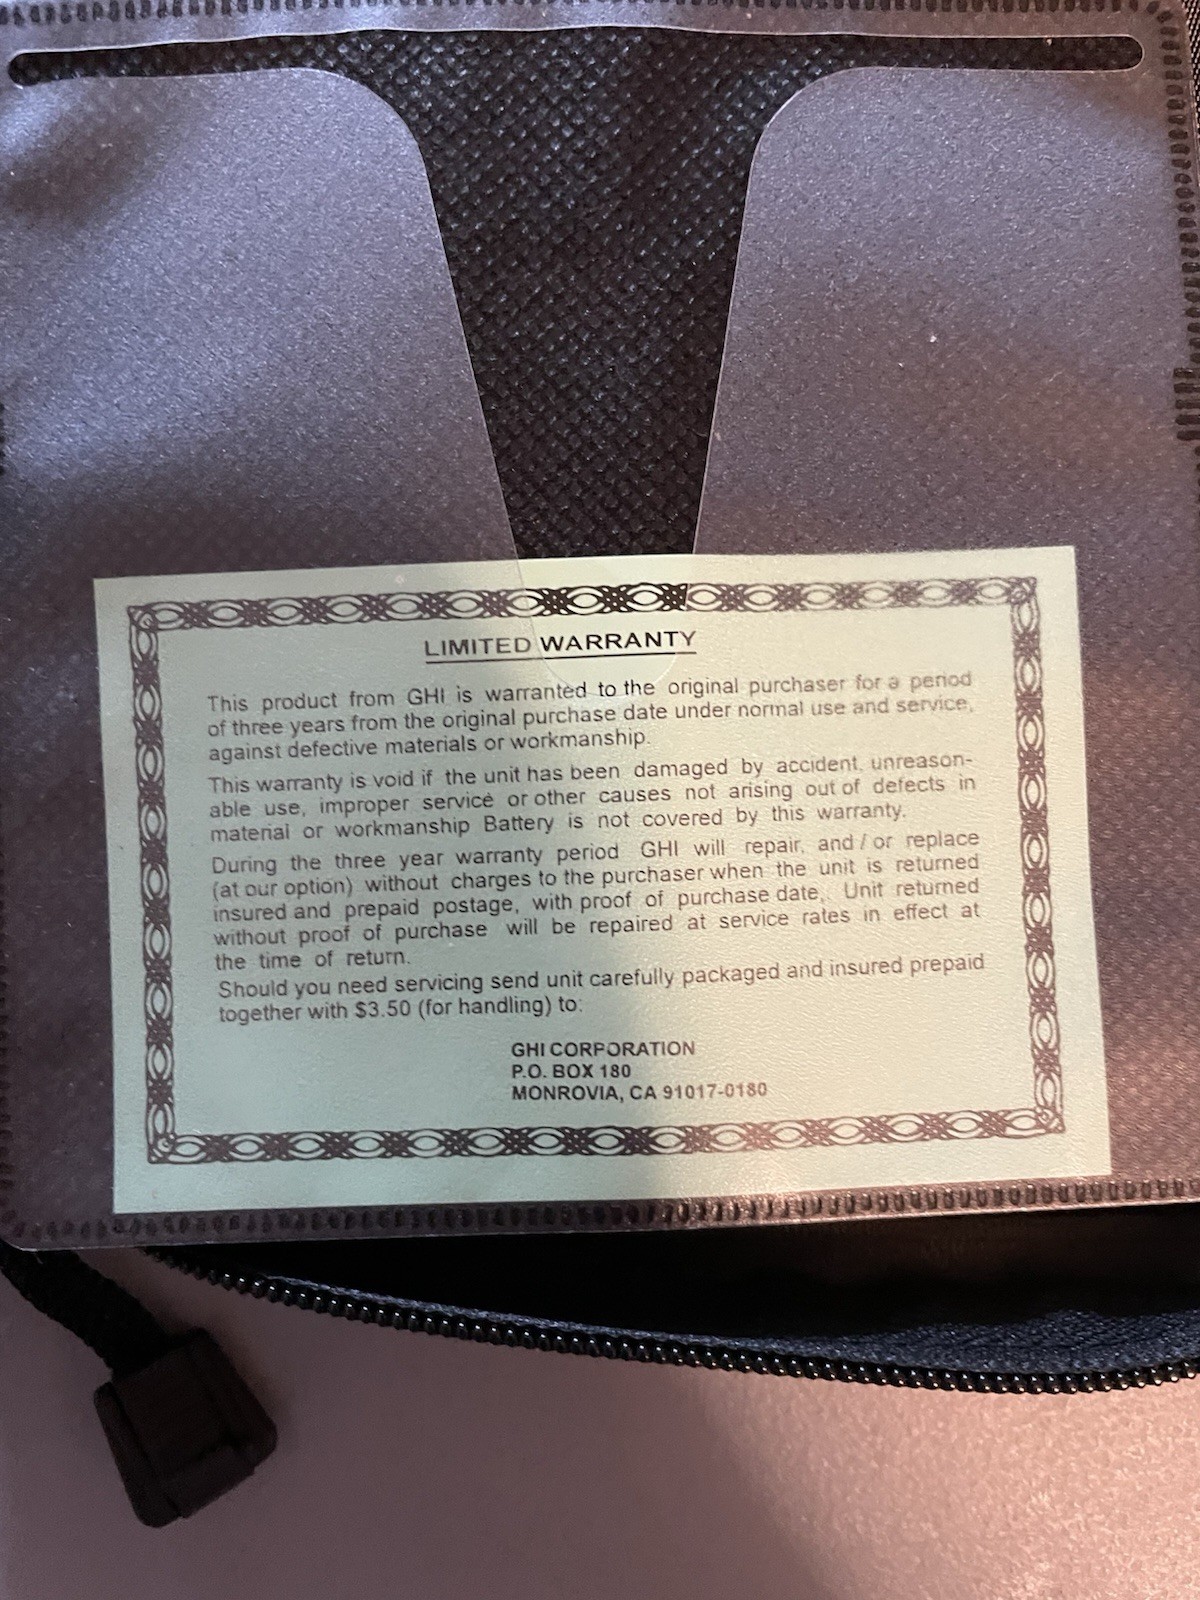 LIMITED WARRANTY
This product from GHI is warranted to the original purchaser for a period
of three years from the original purchase date under normal use and service,
against defective materials or workmanship.
This warranty is void if the unit has been damaged by accident, unreason-
able use, improper service or other causes not arising out of defects in
material or workmanship Battery is not covered by this warranty.
During the three year warranty period GHI will repair, and / or replace
(at our option) without charges to the purchaser when the unit is returned
insured and prepaid postage, with proof of purchase date,. Unit returned
without proof of purchase will be repaired at service rates in effect at
the time of return.
Should you need servicing send unit carefully packaged and insured prepaid
together with $3.50 (for handling) to:
GHI CORPORATION
P.O. BOX 180
MONROVIA, CA 91017-0180